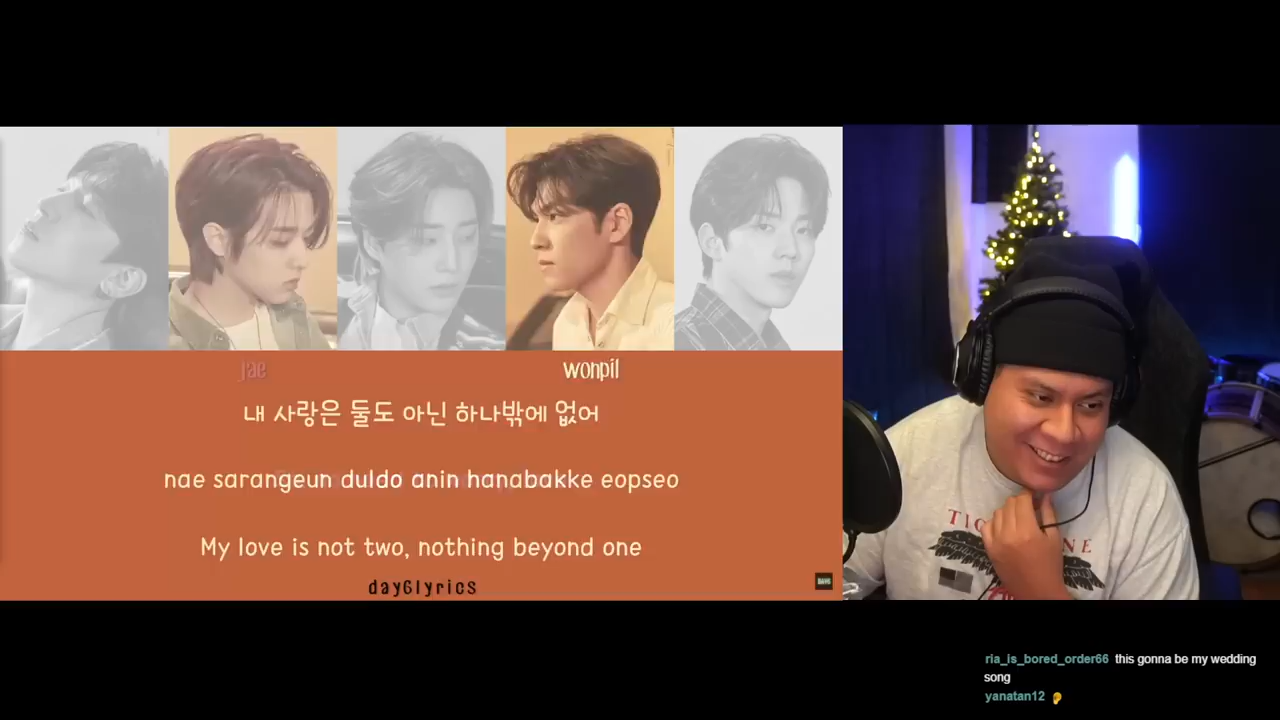 jae
wonpil
내 사랑은 둘도 아닌 하나밖에 없어
nae sarangeun duldo anin hanabakke eopseo
My love is not two, nothing beyond one
day6lyrics
DAY6
ria_is_bored_order66 this gonna be my wedding
song
yanatan12